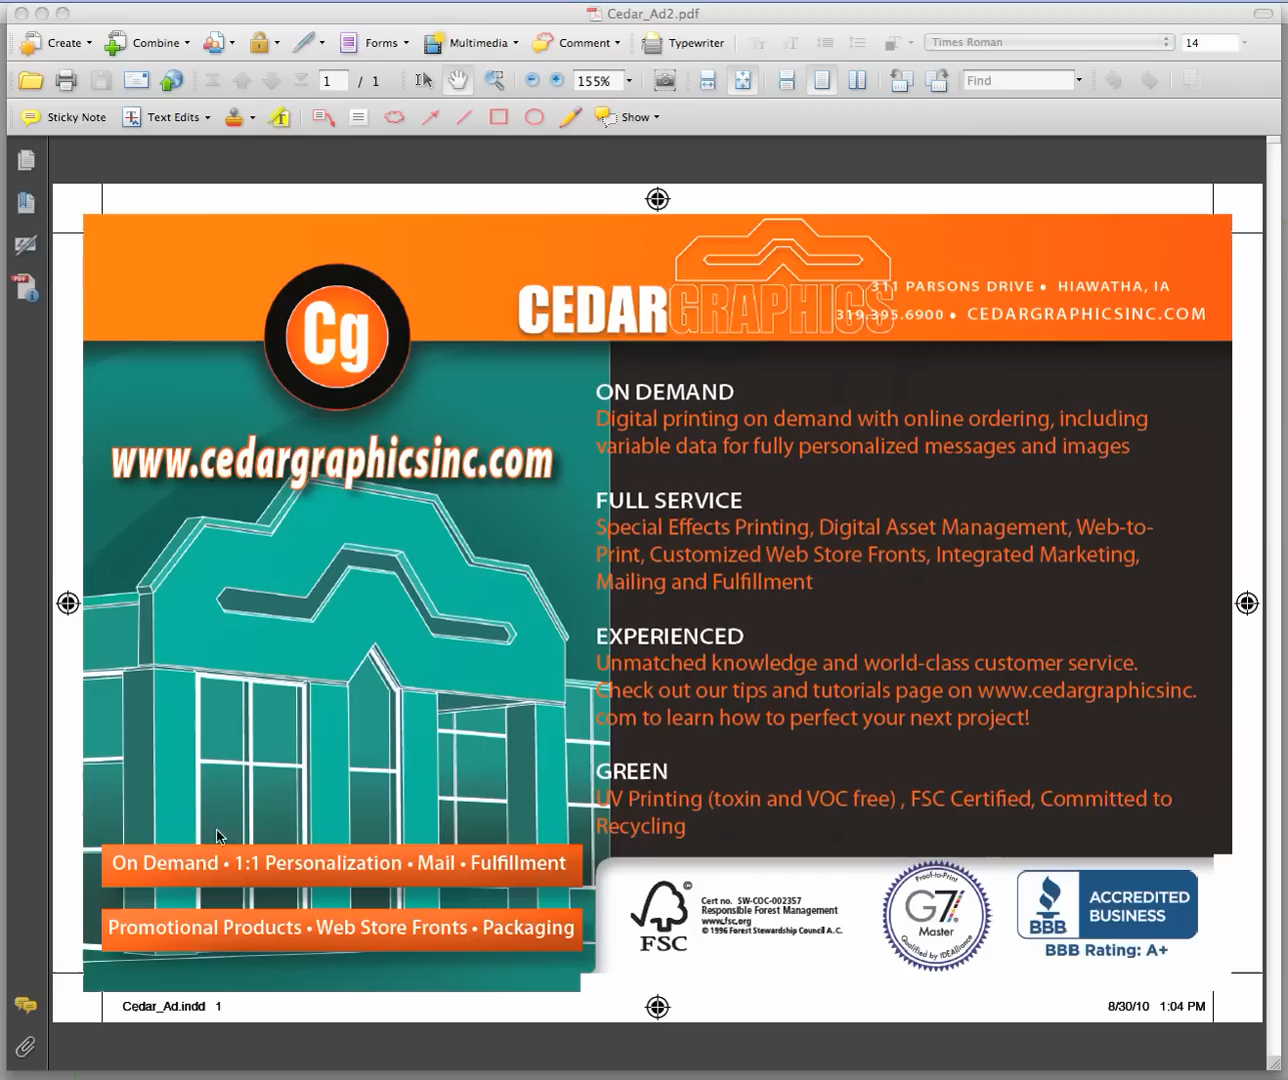 Cedar_Ad2.pdf
Create Combine Forms Multimedia Comment Typewriter Tr T Times Roman 14
1 / 1 155% Find
Sticky Note Text Edits T Show
Cg
CEDARGRAPHICS
311 PARSONS DRIVE • HIAWATHA, IA
319.395.6900 • CEDARGRAPHICSINC.COM
www.cedargraphicsinc.com
On Demand • 1:1 Personalization • Mail • Fulfillment
Promotional Products • Web Store Fronts • Packaging
ON DEMAND
Digital printing on demand with online ordering, including
variable data for fully personalized messages and images
FULL SERVICE
Special Effects Printing, Digital Asset Management, Web-to-
Print, Customized Web Store Fronts, Integrated Marketing,
Mailing and Fulfillment
EXPERIENCED
Unmatched knowledge and world-class customer service.
Check out our tips and tutorials page on www.cedargraphicsinc.
com to learn how to perfect your next project!
GREEN
UV Printing (toxin and VOC free) , FSC Certified, Committed to
Recycling
©
FSC
Cert no. SW-COC-002357
Responsible Forest Management
www.fsc.org
© 1996 Forest Stewardship Council A.C.
Proof-to-Print
G7
Master
Qualified by IDEAlliance
BBB
ACCREDITED
BUSINESS
BBB Rating: A+
Cedar_Ad.indd 1
8/30/10 1:04 PM